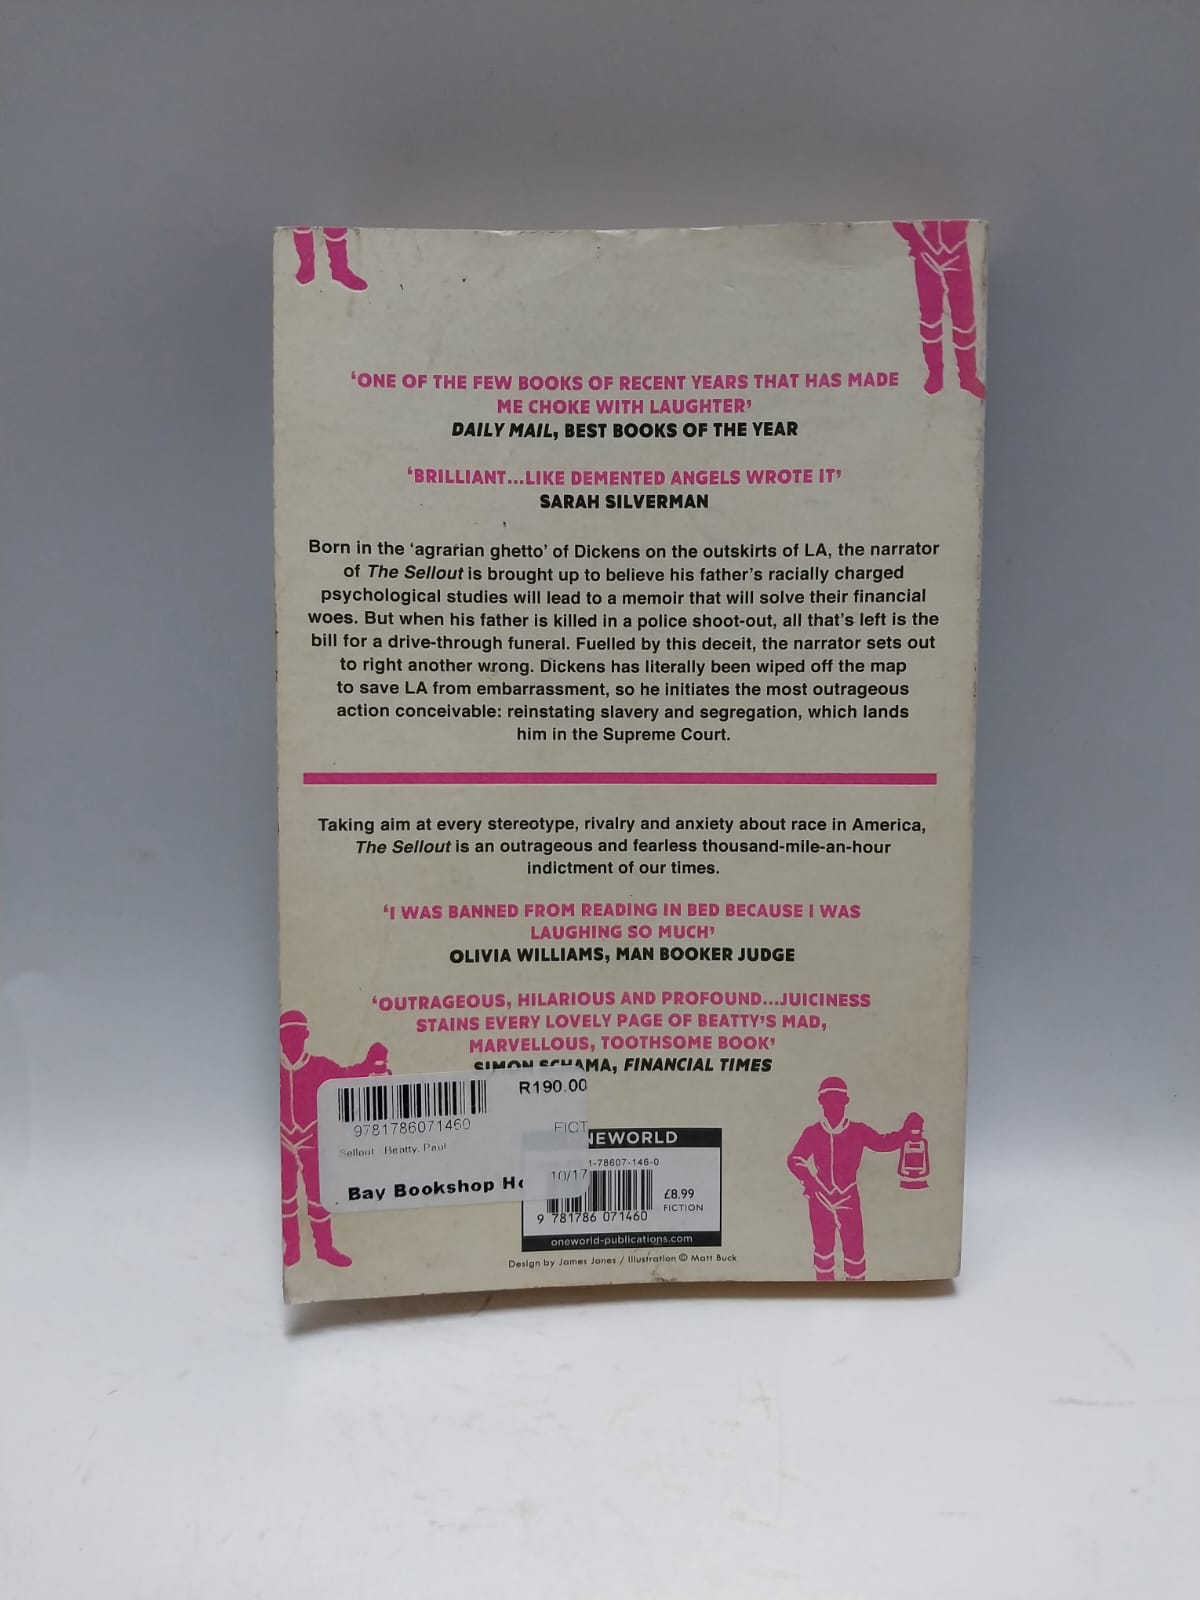 ‘ONE OF THE FEW BOOKS OF RECENT YEARS THAT HAS MADE
ME CHOKE WITH LAUGHTER’
DAILY MAIL, BEST BOOKS OF THE YEAR
‘BRILLIANT...LIKE DEMENTED ANGELS WROTE IT’
SARAH SILVERMAN
Born in the ‘agrarian ghetto’ of Dickens on the outskirts of LA, the narrator
of The Sellout is brought up to believe his father’s racially charged
psychological studies will lead to a memoir that will solve their financial
woes. But when his father is killed in a police shoot-out, all that’s left is the
bill for a drive-through funeral. Fuelled by this deceit, the narrator sets out
to right another wrong. Dickens has literally been wiped off the map
to save LA from embarrassment, so he initiates the most outrageous
action conceivable: reinstating slavery and segregation, which lands
him in the Supreme Court.
Taking aim at every stereotype, rivalry and anxiety about race in America,
The Sellout is an outrageous and fearless thousand-mile-an-hour
indictment of our times.
‘I WAS BANNED FROM READING IN BED BECAUSE I WAS
LAUGHING SO MUCH’
OLIVIA WILLIAMS, MAN BOOKER JUDGE
‘OUTRAGEOUS, HILARIOUS AND PROFOUND...JUICINESS
STAINS EVERY LOVELY PAGE OF BEATTY’S MAD,
MARVELLOUS, TOOTHSOME BOOK’
SIMON SCHAMA, FINANCIAL TIMES
R190.00
9781786071460
FICT
Sellout Beatty, Paul
10/17
Bay Bookshop Ho
NEWORLD
1-78607-146-0
£8.99
FICTION
9 781786 071460
oneworld-publications.com
Design by James Jones / Illustration © Matt Buck